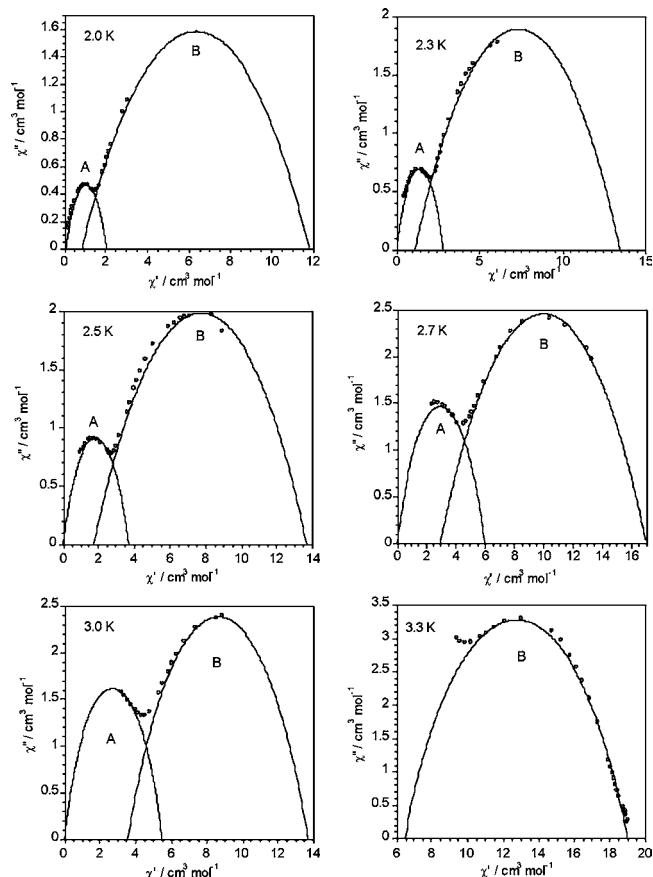 1.6
1.4
1.2
1
0.8
0.6
0.4
0.2
0
χ'' / cm³ mol⁻¹
2.0 K
A
B
0 2 4 6 8 10 12
χ' / cm³ mol⁻¹
2
1.5
1
0.5
0
χ'' / cm³ mol⁻¹
2.3 K
A
B
0 5 10 15
χ' / cm³ mol⁻¹
2
1.5
1
0.5
0
χ'' / cm³ mol⁻¹
2.5 K
A
B
0 2 4 6 8 10 12 14
χ' / cm³ mol⁻¹
2.5
2
1.5
1
0.5
0
χ'' / cm³ mol⁻¹
2.7 K
A
B
0 2 4 6 8 10 12 14 16
χ' / cm³ mol⁻¹
2.5
2
1.5
1
0.5
0
χ'' / cm³ mol⁻¹
3.0 K
A
B
0 2 4 6 8 10 12 14
χ' / cm³ mol⁻¹
3.5
3
2.5
2
1.5
1
0.5
0
χ'' / cm³ mol⁻¹
3.3 K
B
6 8 10 12 14 16 18 20
χ' / cm³ mol⁻¹